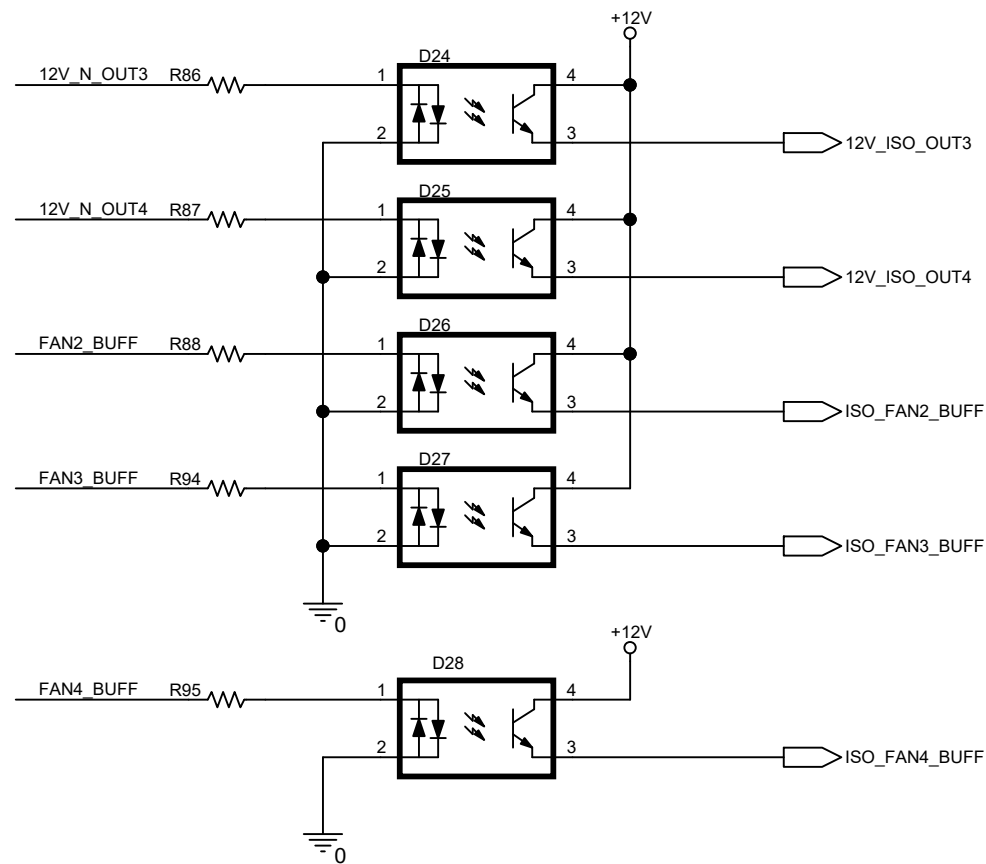 +12V
D24
12V_N_OUT3 R86 1 4
2 3 12V_ISO_OUT3
D25
12V_N_OUT4 R87 1 4
2 3 12V_ISO_OUT4
D26
FAN2_BUFF R88 1 4
2 3 ISO_FAN2_BUFF
D27
FAN3_BUFF R94 1 4
2 3 ISO_FAN3_BUFF
0
+12V
D28
FAN4_BUFF R95 1 4
2 3 ISO_FAN4_BUFF
0